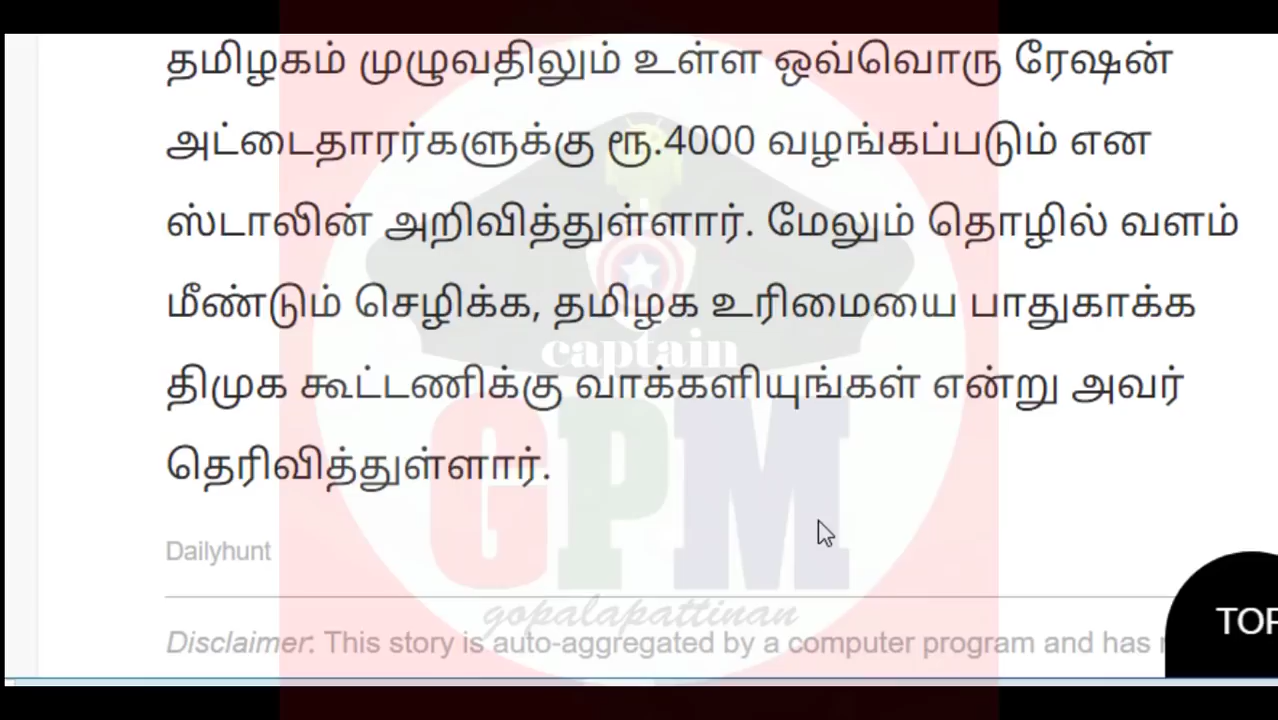 தமிழகம் முழுவதிலும் உள்ள ஒவ்வொரு ரேஷன்
அட்டைதாரர்களுக்கு ரூ.4000 வழங்கப்படும் என
ஸ்டாலின் அறிவித்துள்ளார். மேலும் தொழில் வளம்
மீண்டும் செழிக்க, தமிழக உரிமையை பாதுகாக்க
captain
திமுக கூட்டணிக்கு வாக்களியுங்கள் என்று அவர்
தெரிவித்துள்ளார்.
GPM
Dailyhunt
gopalapattinan
Disclaimer: This story is auto-aggregated by a computer program and has
TOP